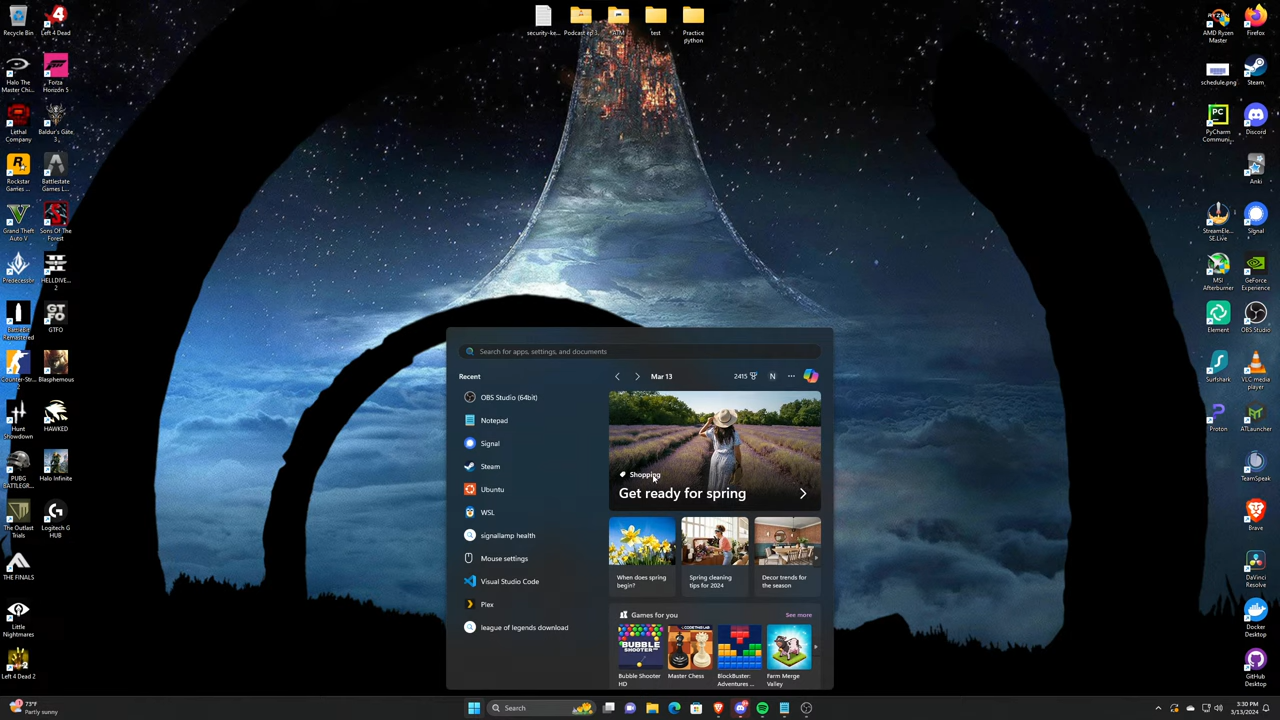 Recycle Bin
Left 4 Dead
Halo The
Master Chi...
Forza
Horizon 5
Lethal
Company
Baldur's Gate
3
Rockstar
Games ...
Battlestate
Games L...
Grand Theft
Auto V
Sons Of The
Forest
Predecessor
HELLDIVE...
2
BattleBit
Remastered
GTFO
Counter-Str...
2
Blasphemous
Hunt
Showdown
HAWKED
PUBG
BATTLEGR...
Halo Infinite
The Outlast
Trials
Logitech G
HUB
THE FINALS
Little
Nightmares
Left 4 Dead 2
security-ke...
Podcast ep 1...
ATM
test
Practice
python
AMD Ryzen
Master
Firefox
schedule.png
Steam
PyCharm
Communi...
Discord
Anki
StreamEle...
SE.Live
Signal
MSI
Afterburner
GeForce
Experience
Element
OBS Studio
Surfshark
VLC media
player
Proton
ATLauncher
TeamSpeak
Brave
DaVinci
Resolve
Docker
Desktop
GitHub
Desktop
Search for apps, settings, and documents
Recent
Mar 13
2415
N
OBS Studio (64bit)
Notepad
Signal
Steam
Ubuntu
WSL
signallamp health
Mouse settings
Visual Studio Code
Plex
league of legends download
Shopping
Get ready for spring
When does spring
begin?
Spring cleaning
tips for 2024
Decor trends for
the season
Games for you
See more
Bubble Shooter
HD
Master Chess
BlockBuster:
Adventures ...
Farm Merge
Valley
73°F
Partly sunny
Search
3:30 PM
3/13/2024